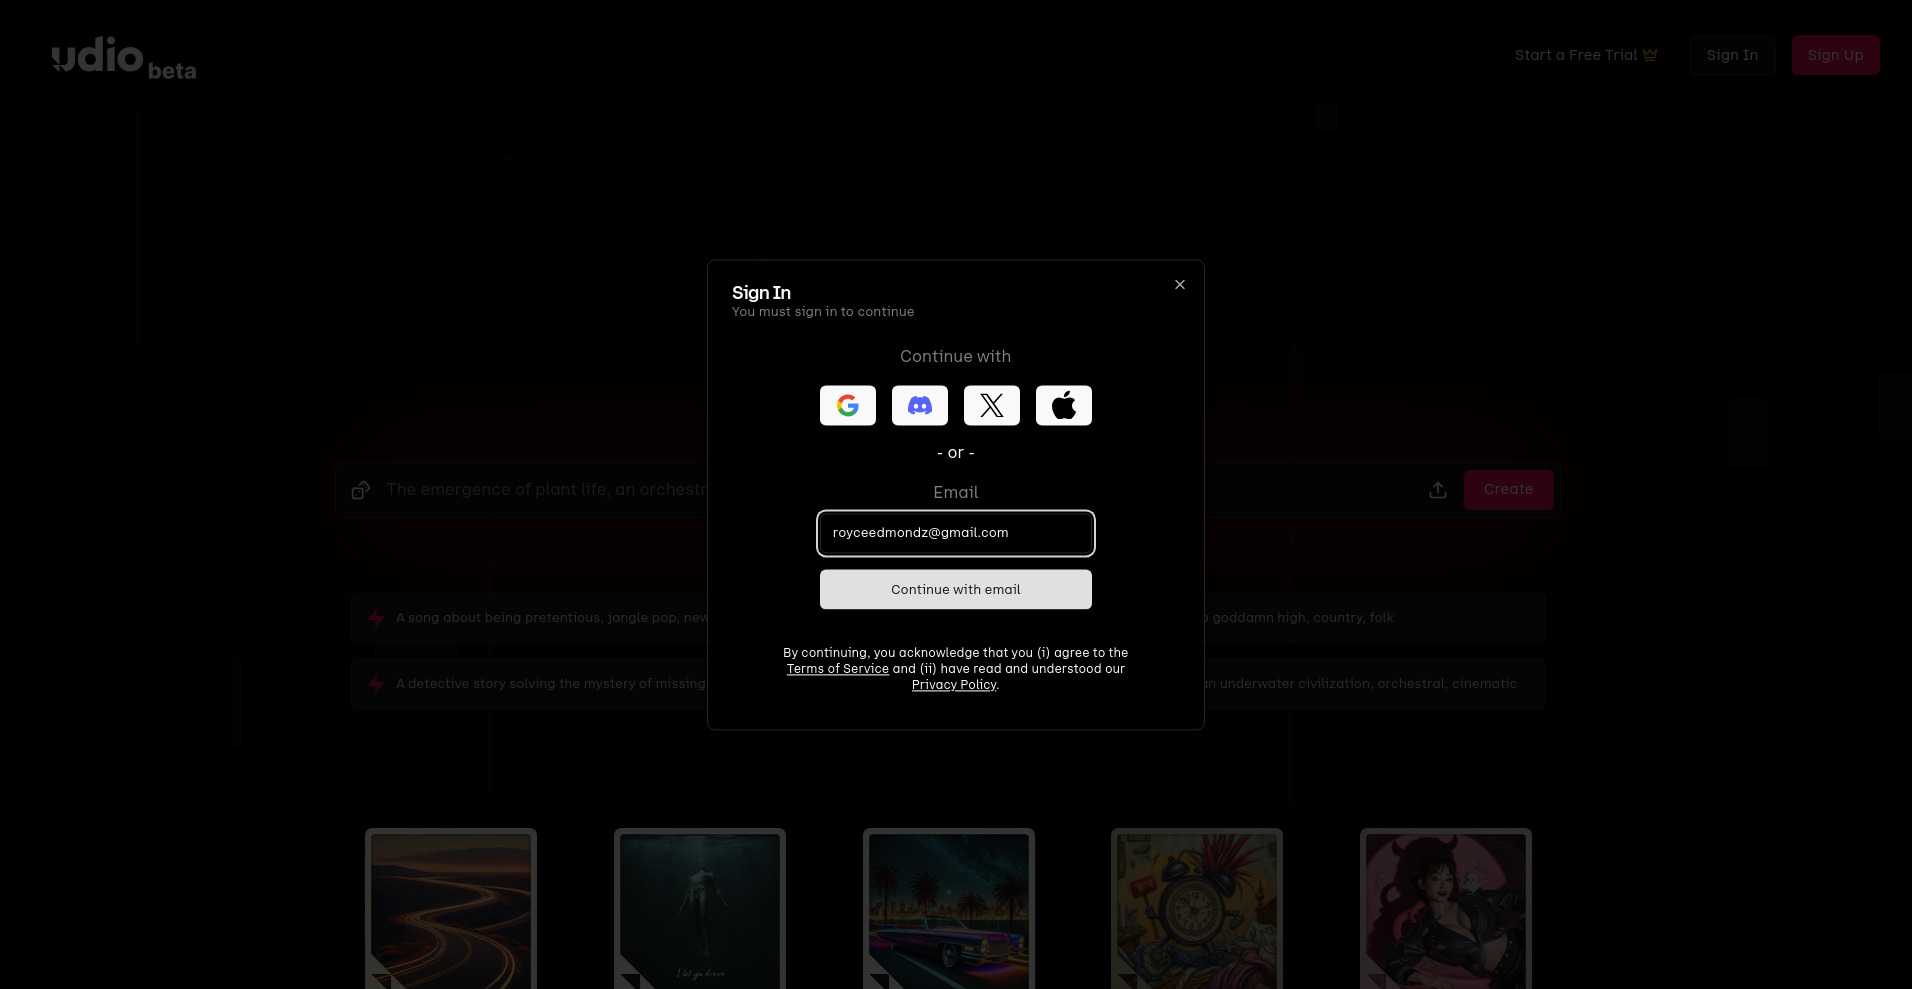 udio beta
Start a Free Trial
Sign In
Sign Up
Sign In
You must sign in to continue
Continue with
- or -
Email
royceedmondz@gmail.com
Continue with email
By continuing, you acknowledge that you (i) agree to the
Terms of Service and (ii) have read and understood our
Privacy Policy.
The emergence of plant life, an orchestr
Create
A song about being pretentious, jangle pop, new
goddamn high, country, folk
A detective story solving the mystery of missing
an underwater civilization, orchestral, cinematic
I let you drown